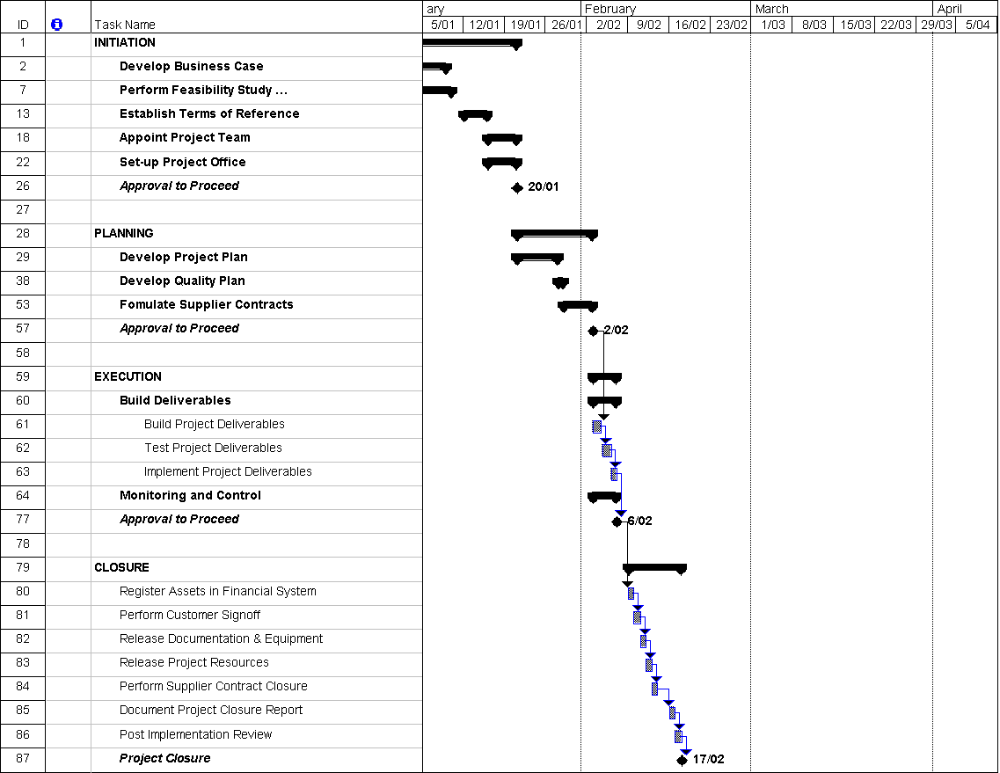 ary February March April
ID Task Name 5/01 12/01 19/01 26/01 2/02 9/02 16/02 23/02 1/03 8/03 15/03 22/03 29/03 5/04
1 INITIATION
2 Develop Business Case
7 Perform Feasibility Study ...
13 Establish Terms of Reference
18 Appoint Project Team
22 Set-up Project Office
26 Approval to Proceed 20/01
27
28 PLANNING
29 Develop Project Plan
38 Develop Quality Plan
53 Fomulate Supplier Contracts
57 Approval to Proceed 2/02
58
59 EXECUTION
60 Build Deliverables
61 Build Project Deliverables
62 Test Project Deliverables
63 Implement Project Deliverables
64 Monitoring and Control
77 Approval to Proceed 6/02
78
79 CLOSURE
80 Register Assets in Financial System
81 Perform Customer Signoff
82 Release Documentation & Equipment
83 Release Project Resources
84 Perform Supplier Contract Closure
85 Document Project Closure Report
86 Post Implementation Review
87 Project Closure 17/02